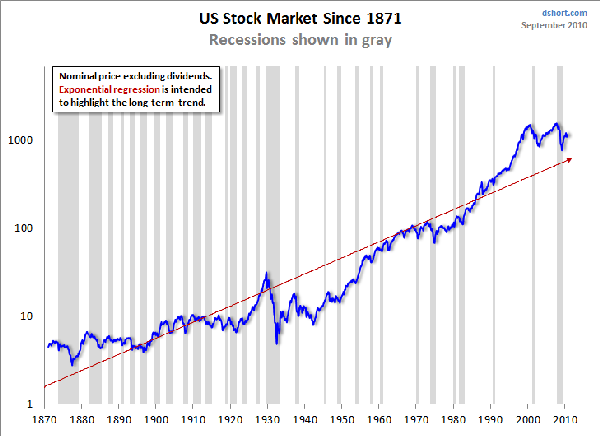 dshort.com
September 2010
US Stock Market Since 1871
Recessions shown in gray
Nominal price excluding dividends.
Exponential regression is intended
to highlight the long-term trend.
1000
100
10
1
1870 1880 1890 1900 1910 1920 1930 1940 1950 1960 1970 1980 1990 2000 2010